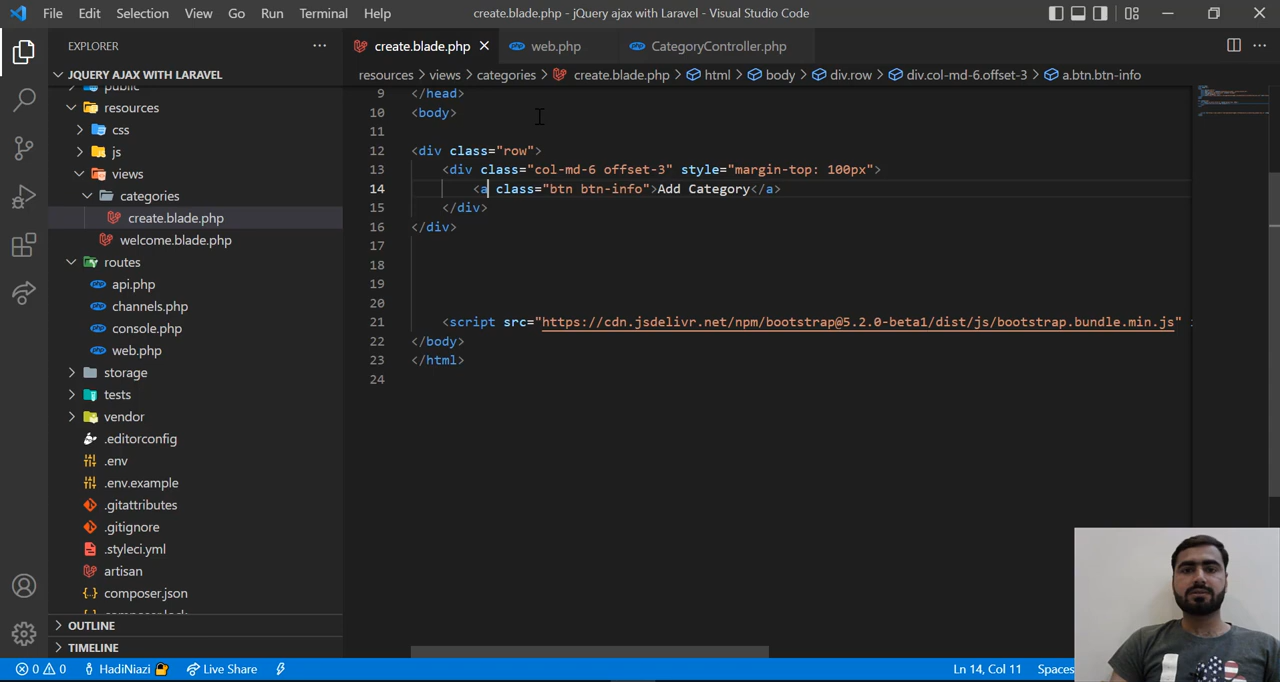 File Edit Selection View Go Run Terminal Help create.blade.php - jQuery ajax with Laravel - Visual Studio Code
EXPLORER
create.blade.php web.php CategoryController.php
JQUERY AJAX WITH LARAVEL
resources > views > categories > create.blade.php > html > body > div.row > div.col-md-6.offset-3 > a.btn.btn-info
public
resources
css
js
views
categories
create.blade.php
welcome.blade.php
routes
api.php
channels.php
console.php
web.php
storage
tests
vendor
.editorconfig
.env
.env.example
.gitattributes
.gitignore
.styleci.yml
artisan
composer.json
OUTLINE
TIMELINE
9 </head>
10 <body>
11
12 <div class="row">
13 <div class="col-md-6 offset-3" style="margin-top: 100px">
14 <a class="btn btn-info">Add Category</a>
15 </div>
16 </div>
17
18
19
20
21 <script src="https://cdn.jsdelivr.net/npm/bootstrap@5.2.0-beta1/dist/js/bootstrap.bundle.min.js"
22 </body>
23 </html>
24
0 0 HadiNiazi Live Share Ln 14, Col 11 Spaces